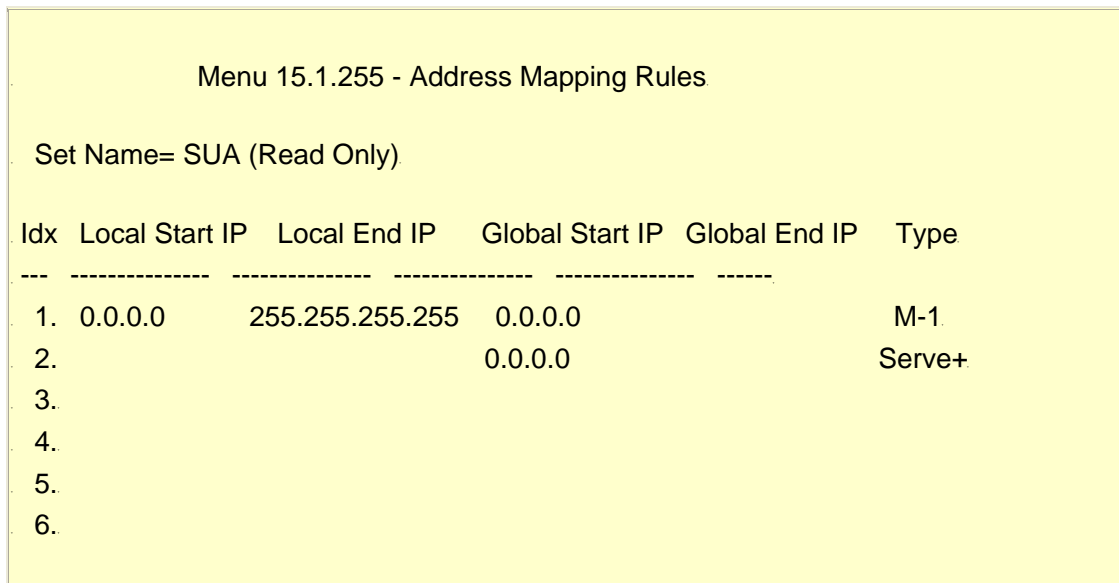 Menu 15.1.255 - Address Mapping Rules
Set Name= SUA (Read Only)
Idx Local Start IP Local End IP Global Start IP Global End IP Type
--- --------------- --------------- --------------- --------------- ------
1. 0.0.0.0 255.255.255.255 0.0.0.0 M-1
2. 0.0.0.0 Serve+
3.
4.
5.
6.